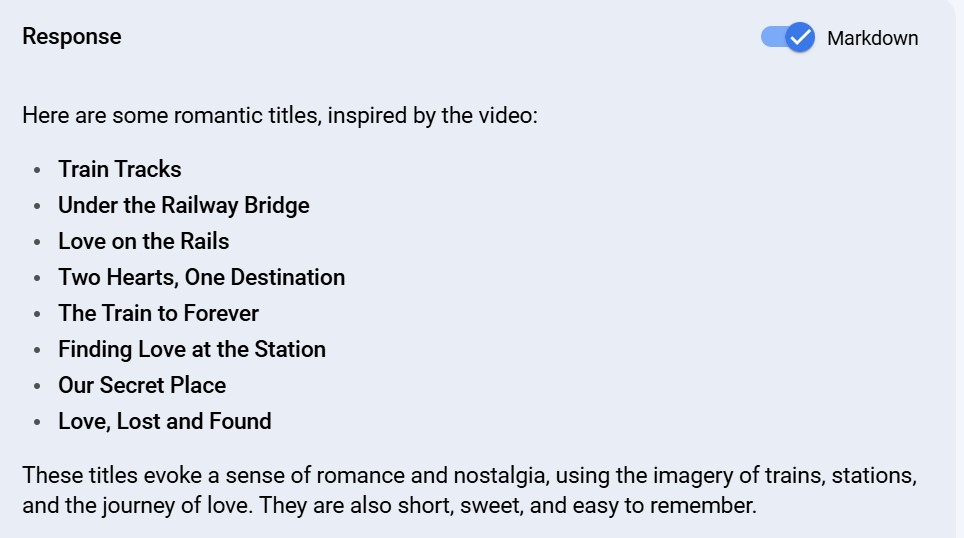 Response
Markdown
Here are some romantic titles, inspired by the video:
Train Tracks
Under the Railway Bridge
Love on the Rails
Two Hearts, One Destination
The Train to Forever
Finding Love at the Station
Our Secret Place
Love, Lost and Found
These titles evoke a sense of romance and nostalgia, using the imagery of trains, stations,
and the journey of love. They are also short, sweet, and easy to remember.